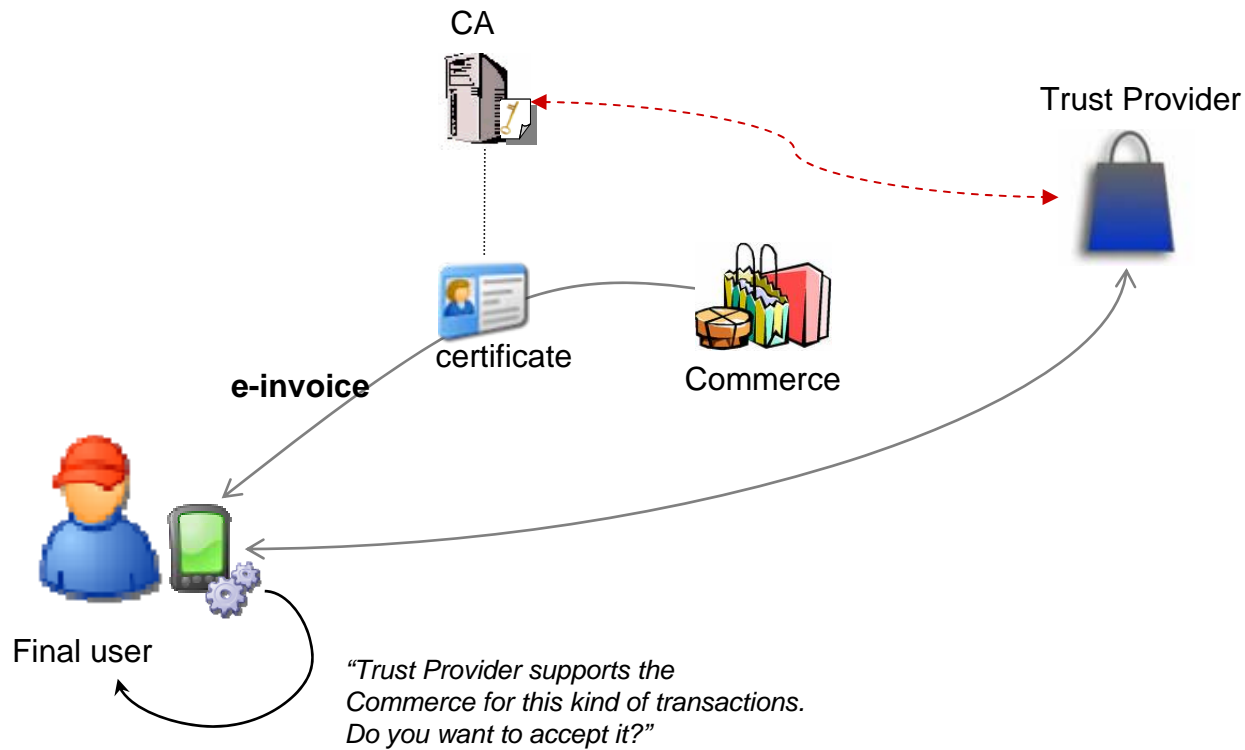 CA
Trust Provider
certificate
Commerce
e-invoice
Final user
“Trust Provider supports the
Commerce for this kind of transactions.
Do you want to accept it?”